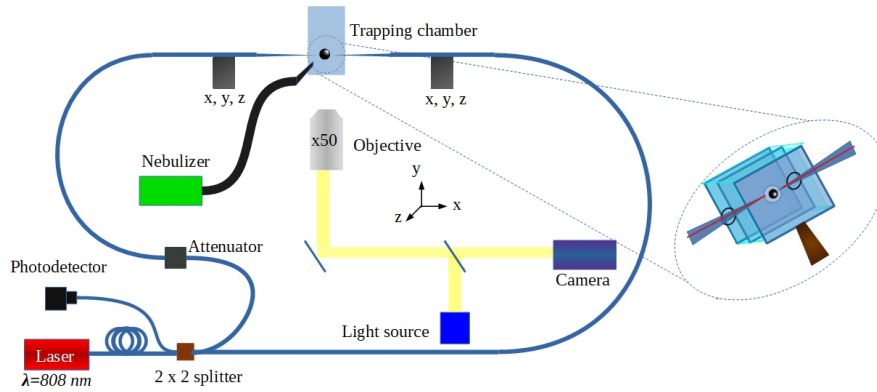 Trapping chamber
x, y, z
x, y, z
x50
Objective
Nebulizer
y
x
z
Attenuator
Photodetector
Camera
Light source
Laser
2 x 2 splitter
λ=808 nm